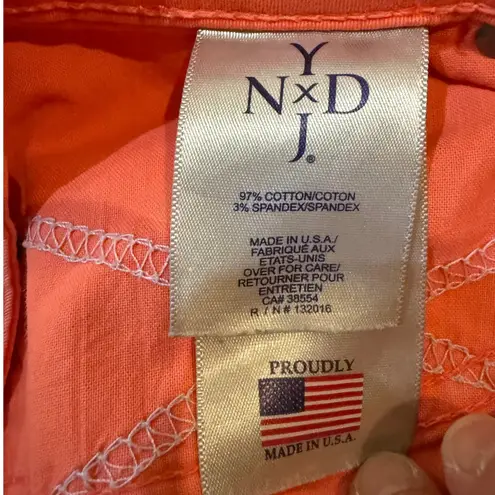 Y
N x D
J®
97% COTTON/COTON
3% SPANDEX/SPANDEX
MADE IN U.S.A./
FABRIQUÉ AUX
ETATS-UNIS
OVER FOR CARE/
RETOURNER POUR
ENTRETIEN
CA# 38554
R / N # 132016
PROUDLY
MADE IN U.S.A.